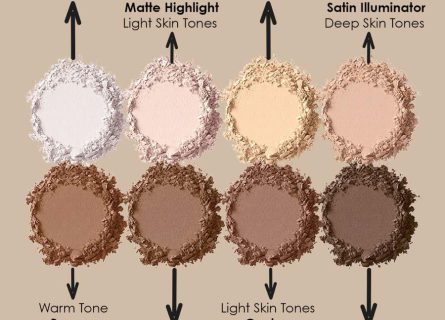 Matte Highlight
Light Skin Tones
Satin Illuminator
Deep Skin Tones
Warm Tone
Light Skin Tones